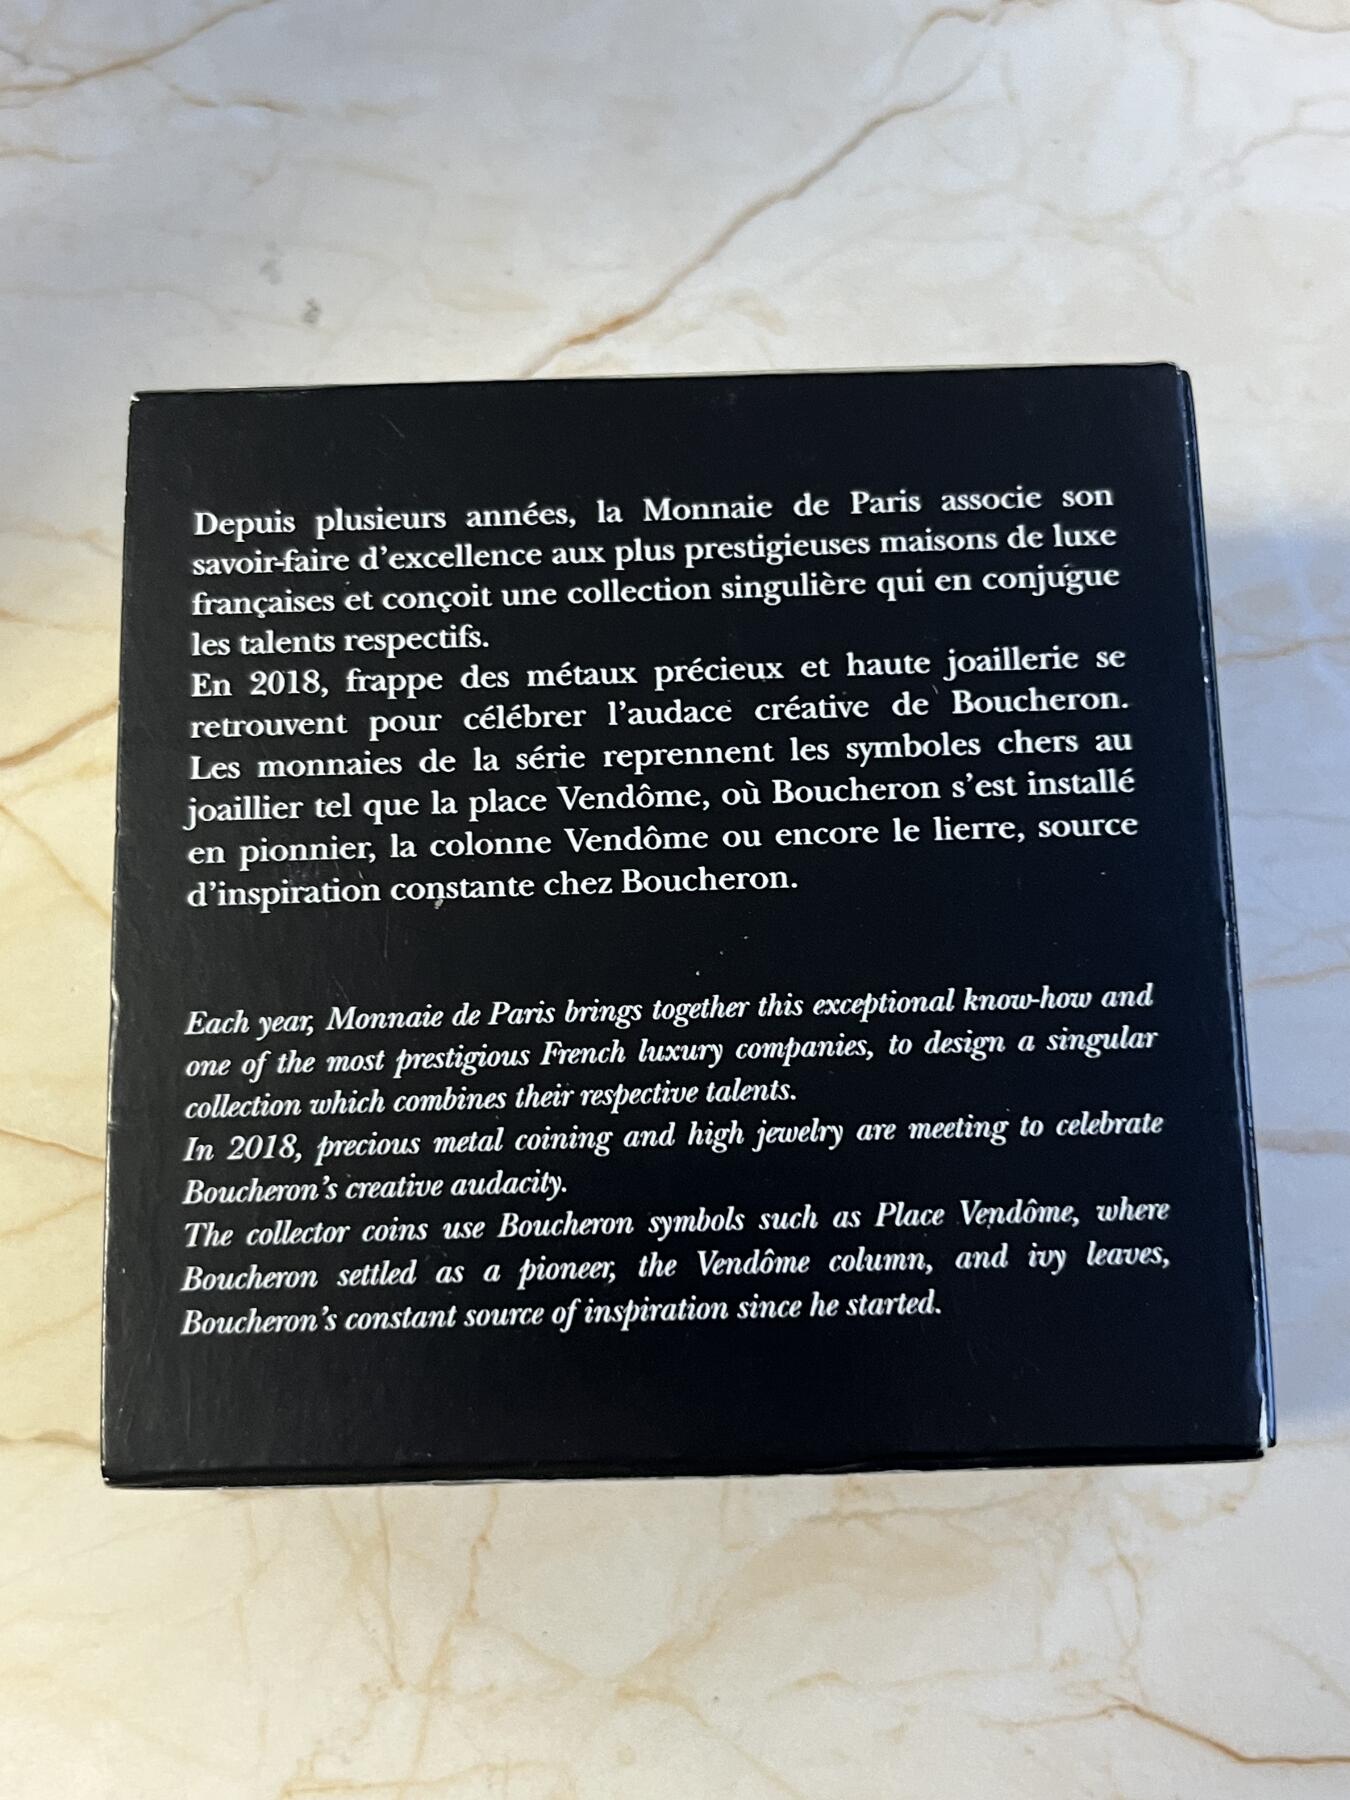 Depuis plusieurs années, la Monnaie de Paris associe son
savoir-faire d'excellence aux plus prestigieuses maisons de luxe
françaises et conçoit une collection singulière qui en conjugue
les talents respectifs.
En 2018, frappe des métaux précieux et haute joaillerie se
retrouvent pour célébrer l'audace créative de Boucheron.
Les monnaies de la série reprennent les symboles chers au
joaillier tel que la place Vendôme, où Boucheron s'est installé
en pionnier, la colonne Vendôme ou encore le lierre, source
d'inspiration constante chez Boucheron.
Each year, Monnaie de Paris brings together this exceptional know-how and
one of the most prestigious French luxury companies, to design a singular
collection which combines their respective talents.
In 2018, precious metal coining and high jewelry are meeting to celebrate
Boucheron's creative audacity.
The collector coins use Boucheron symbols such as Place Vendôme, where
Boucheron settled as a pioneer, the Vendôme column, and ivy leaves,
Boucheron's constant source of inspiration since he started.